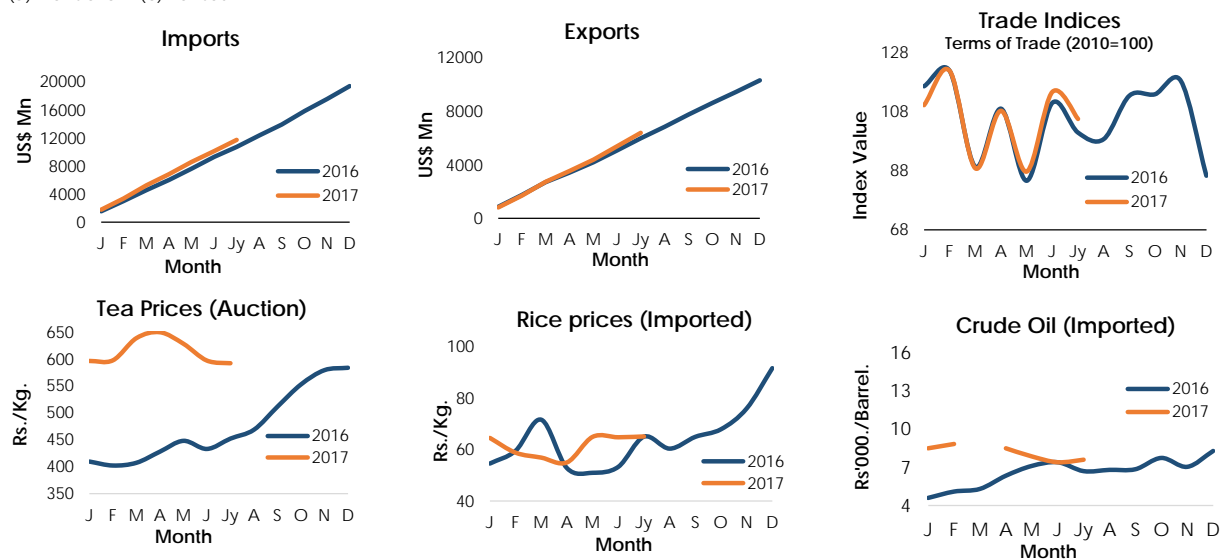 Imports
US$ Mn
20000
16000
12000
8000
4000
0
2016
2017
J F M A M J Jy A S O N D
Month
Exports
US$ Mn
12000
8000
4000
0
2016
2017
J F M A M J Jy A S O N D
Month
Trade Indices
Terms of Trade (2010=100)
Index Value
128
108
88
68
2016
2017
J F M A M J Jy A S O N D
Month
Tea Prices (Auction)
Rs./Kg.
650
600
550
500
450
400
350
2016
2017
J F M A M J Jy A S O N D
Month
Rice prices (Imported)
Rs./Kg.
100
80
60
40
2016
2017
J F M A M J Jy A S O N D
Month
Crude Oil (Imported)
Rs'000./Barrel.
16
13
10
7
4
2016
2017
J F M A M J Jy A S O N D
Month